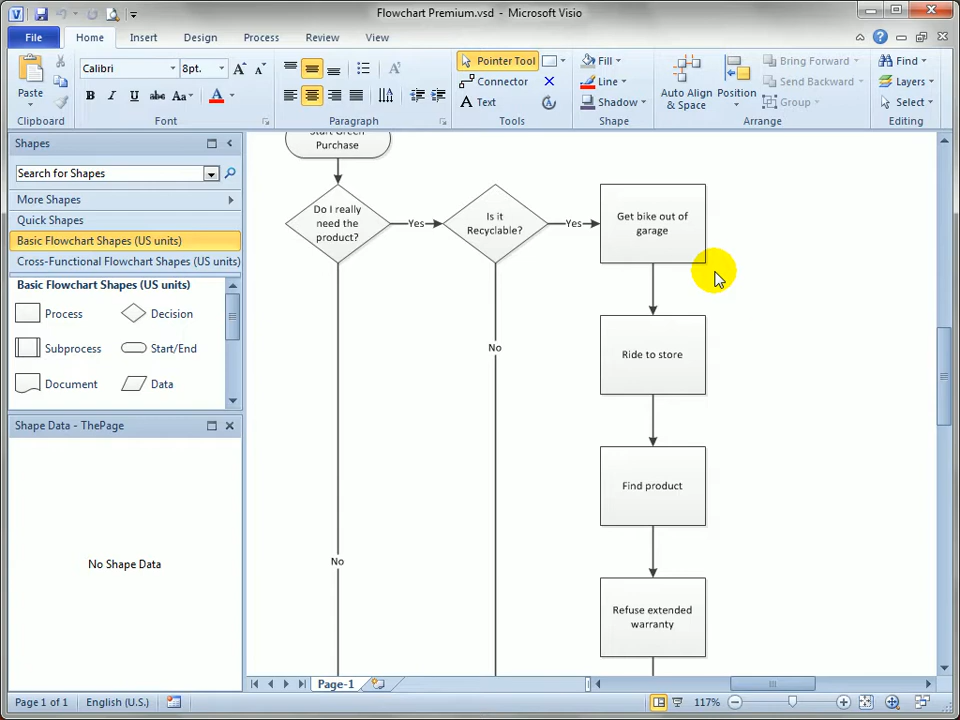 Flowchart Premium.vsd - Microsoft Visio
File Home Insert Design Process Review View
Paste
Clipboard
Calibri 8pt.
B I U abc Aa A
Font
Paragraph
Pointer Tool
Connector
A Text
Tools
Fill
Line
Shadow
Shape
Auto Align
& Space
Position
Bring Forward
Send Backward
Group
Arrange
Find
Layers
Select
Editing
Shapes
Search for Shapes
More Shapes
Quick Shapes
Basic Flowchart Shapes (US units)
Cross-Functional Flowchart Shapes (US units)
Basic Flowchart Shapes (US units)
Process Decision
Subprocess Start/End
Document Data
Shape Data - ThePage
No Shape Data
Start Green
Purchase
Do I really
need the
product?
Yes
Is it
Recyclable?
Yes
Get bike out of
garage
No
Ride to store
Find product
No
Refuse extended
warranty
Page-1
Page 1 of 1 English (U.S.) 117%